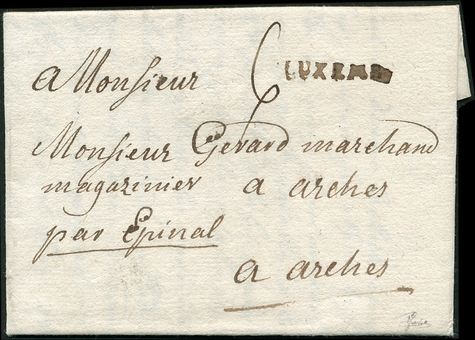 a Monsieur
6
LUXEMB
Monsieur Gerard marchand
magazinier a arches
par Epinal
a arches